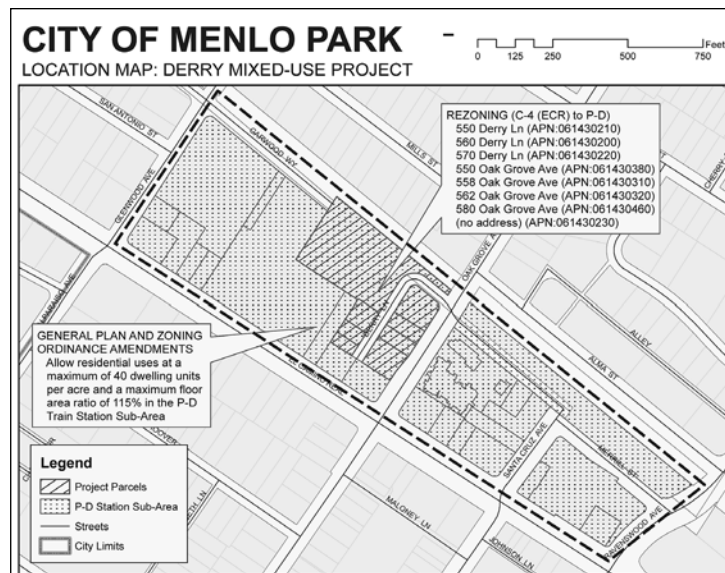 CITY OF MENLO PARK
LOCATION MAP: DERRY MIXED-USE PROJECT
Feet
0 125 250 500 750
REZONING (C-4 (ECR) to P-D)
550 Derry Ln (APN:061430210)
560 Derry Ln (APN:061430200)
570 Derry Ln (APN:061430220)
550 Oak Grove Ave (APN:061430380)
558 Oak Grove Ave (APN:061430310)
562 Oak Grove Ave (APN:061430320)
580 Oak Grove Ave (APN:061430460)
(no address) (APN:061430230)
SAN ANTONIO ST
GARWOOD WY
MILLS ST
GLENWOOD AVE
OAK GROVE A
ALLEY
ALMA ST
GENERAL PLAN AND ZONING
ORDINANCE AMENDMENTS
Allow residential uses at a
maximum of 40 dwelling units
per acre and a maximum floor
area ratio of 115% in the P-D
Train Station Sub-Area
SANTA CRUZ AVE
MERRILL ST
RAVENSWOOD AVE
MALONEY LN
JOHNSON LN
Legend
Project Parcels
P-D Station Sub-Area
Streets
City Limits